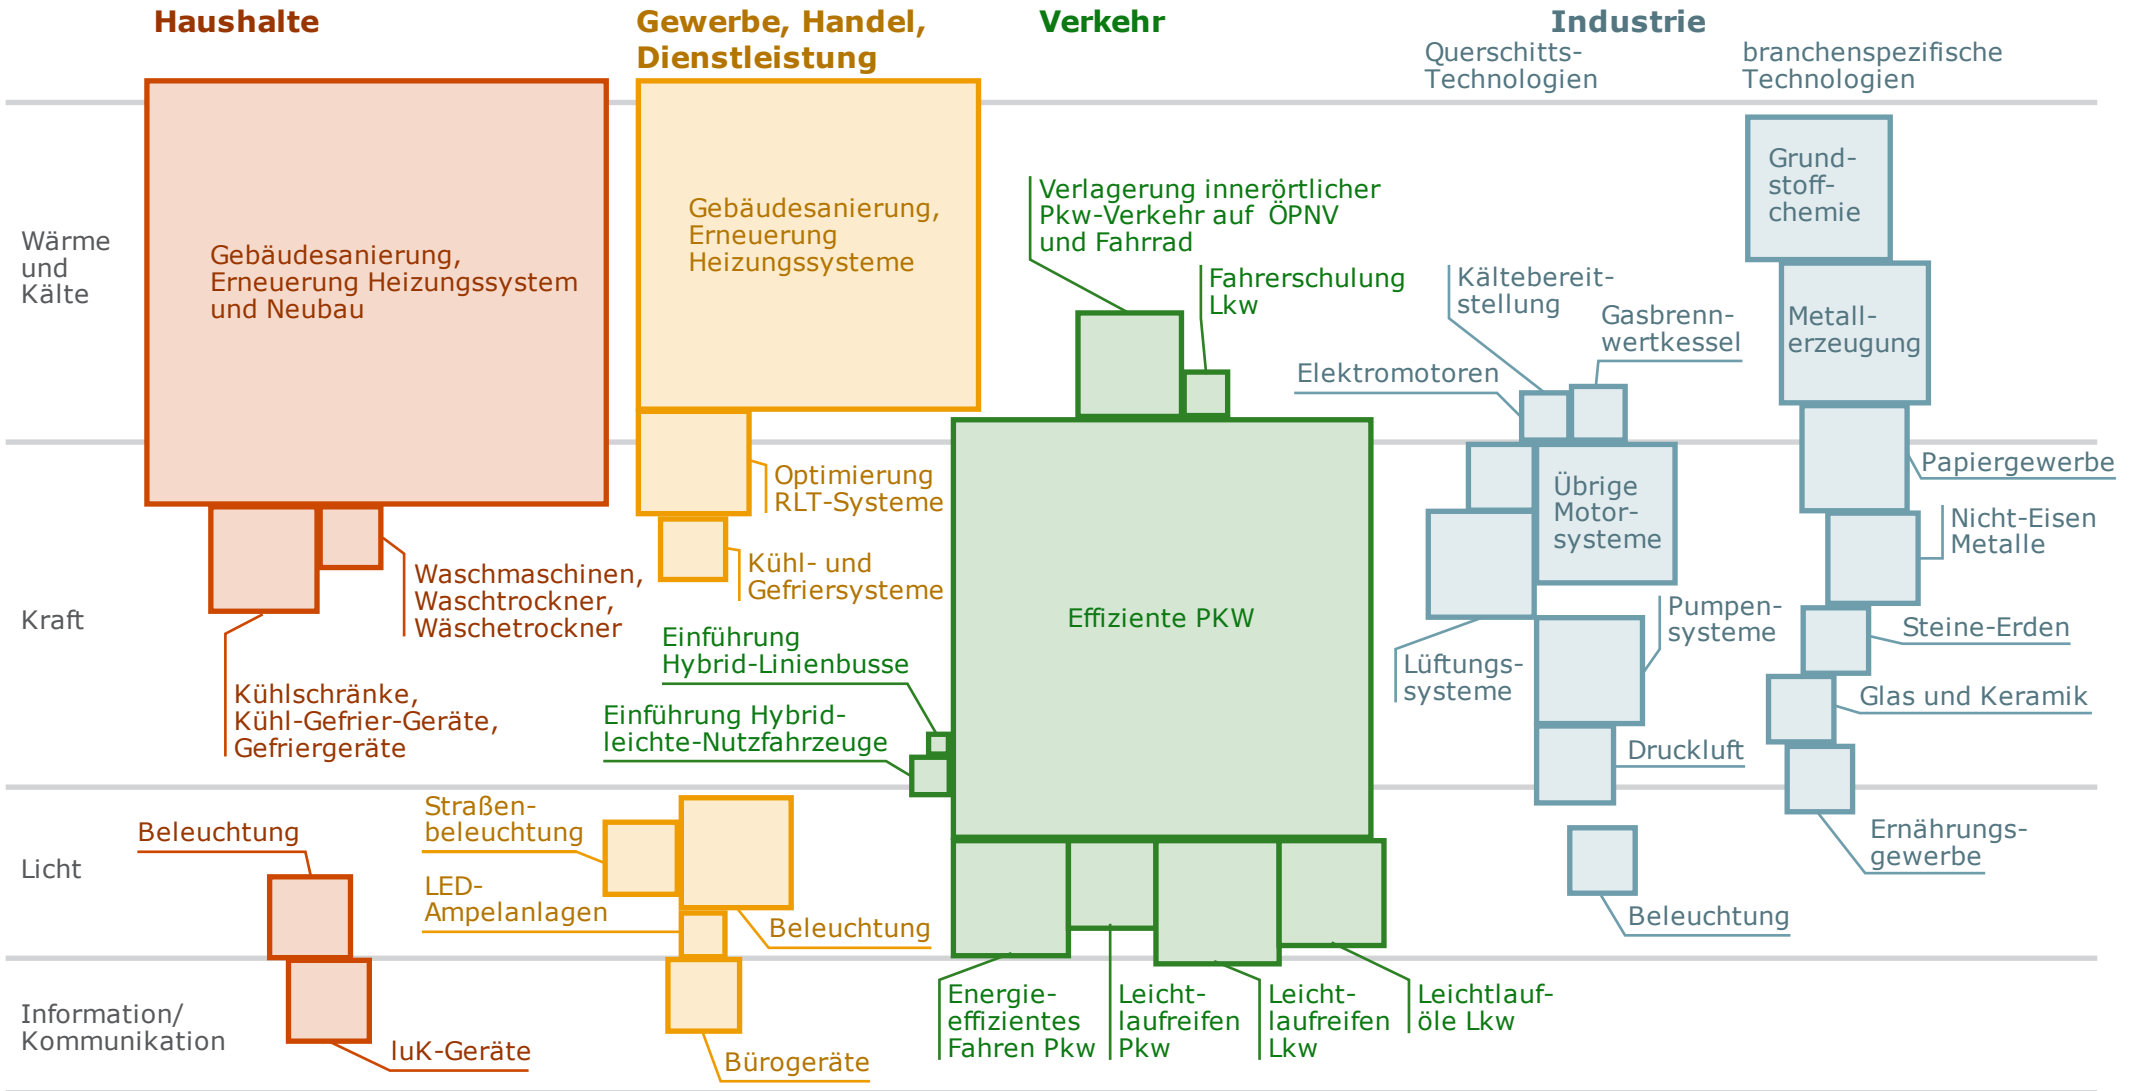 Haushalte
Gewerbe, Handel,
Dienstleistung
Verkehr
Industrie
Querschitts-
Technologien
branchenspezifische
Technologien
Wärme
und
Kälte
Kraft
Licht
Information/
Kommunikation
Gebäudesanierung,
Erneuerung Heizungssystem
und Neubau
Waschmaschinen,
Waschtrockner,
Wäschetrockner
Kühlschränke,
Kühl-Gefrier-Geräte,
Gefriergeräte
Beleuchtung
IuK-Geräte
Gebäudesanierung,
Erneuerung
Heizungssysteme
Optimierung
RLT-Systeme
Kühl- und
Gefriersysteme
Straßen-
beleuchtung
LED-
Ampelanlagen
Beleuchtung
Bürogeräte
Verlagerung innerörtlicher
Pkw-Verkehr auf ÖPNV
und Fahrrad
Fahrerschulung
Lkw
Effiziente PKW
Einführung
Hybrid-Linienbusse
Einführung Hybrid-
leichte-Nutzfahrzeuge
Energie-
effizientes
Fahren Pkw
Leicht-
laufreifen
Pkw
Leicht-
laufreifen
Lkw
Leichtlauf-
öle Lkw
Kältebereit-
stellung
Gasbrenn-
wertkessel
Elektromotoren
Übrige
Motor-
systeme
Lüftungs-
systeme
Pumpen-
systeme
Druckluft
Beleuchtung
Grund-
stoff-
chemie
Metall-
erzeugung
Papiergewerbe
Nicht-Eisen
Metalle
Steine-Erden
Glas und Keramik
Ernährungs-
gewerbe